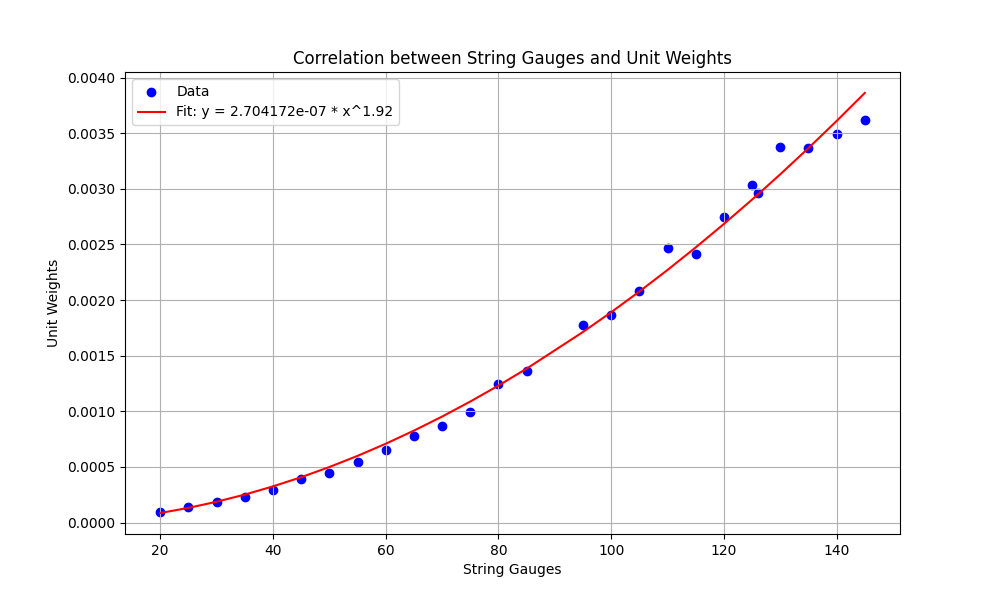 Correlation between String Gauges and Unit Weights
Data
Fit: y = 2.704172e-07 * x^1.92
0.0040
0.0035
0.0030
0.0025
0.0020
0.0015
0.0010
0.0005
0.0000
Unit Weights
20 40 60 80 100 120 140
String Gauges